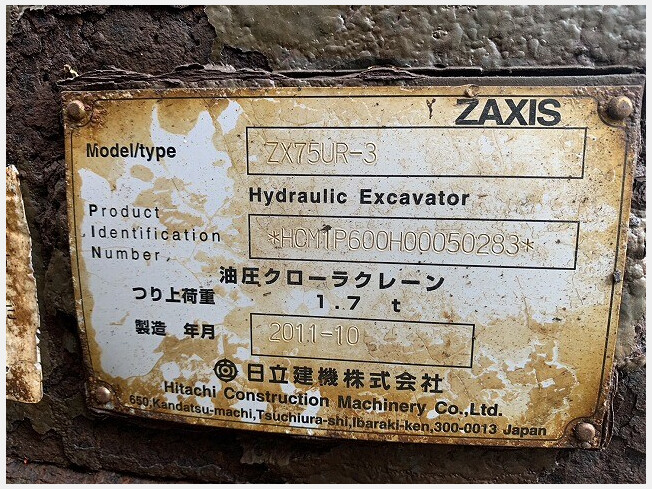 ZAXIS
Model/type ZX75UR-3
Hydraulic Excavator
Product
Identification
Number
*HCM1P600H00050283*
油圧クローラクレーン
つり上荷重 1.7 t
製造 年月 2011-10
日立建機株式会社
Hitachi Construction Machinery Co.,Ltd.
650,Kandatsu-machi,Tsuchiura-shi,Ibaraki-ken,300-0013 Japan